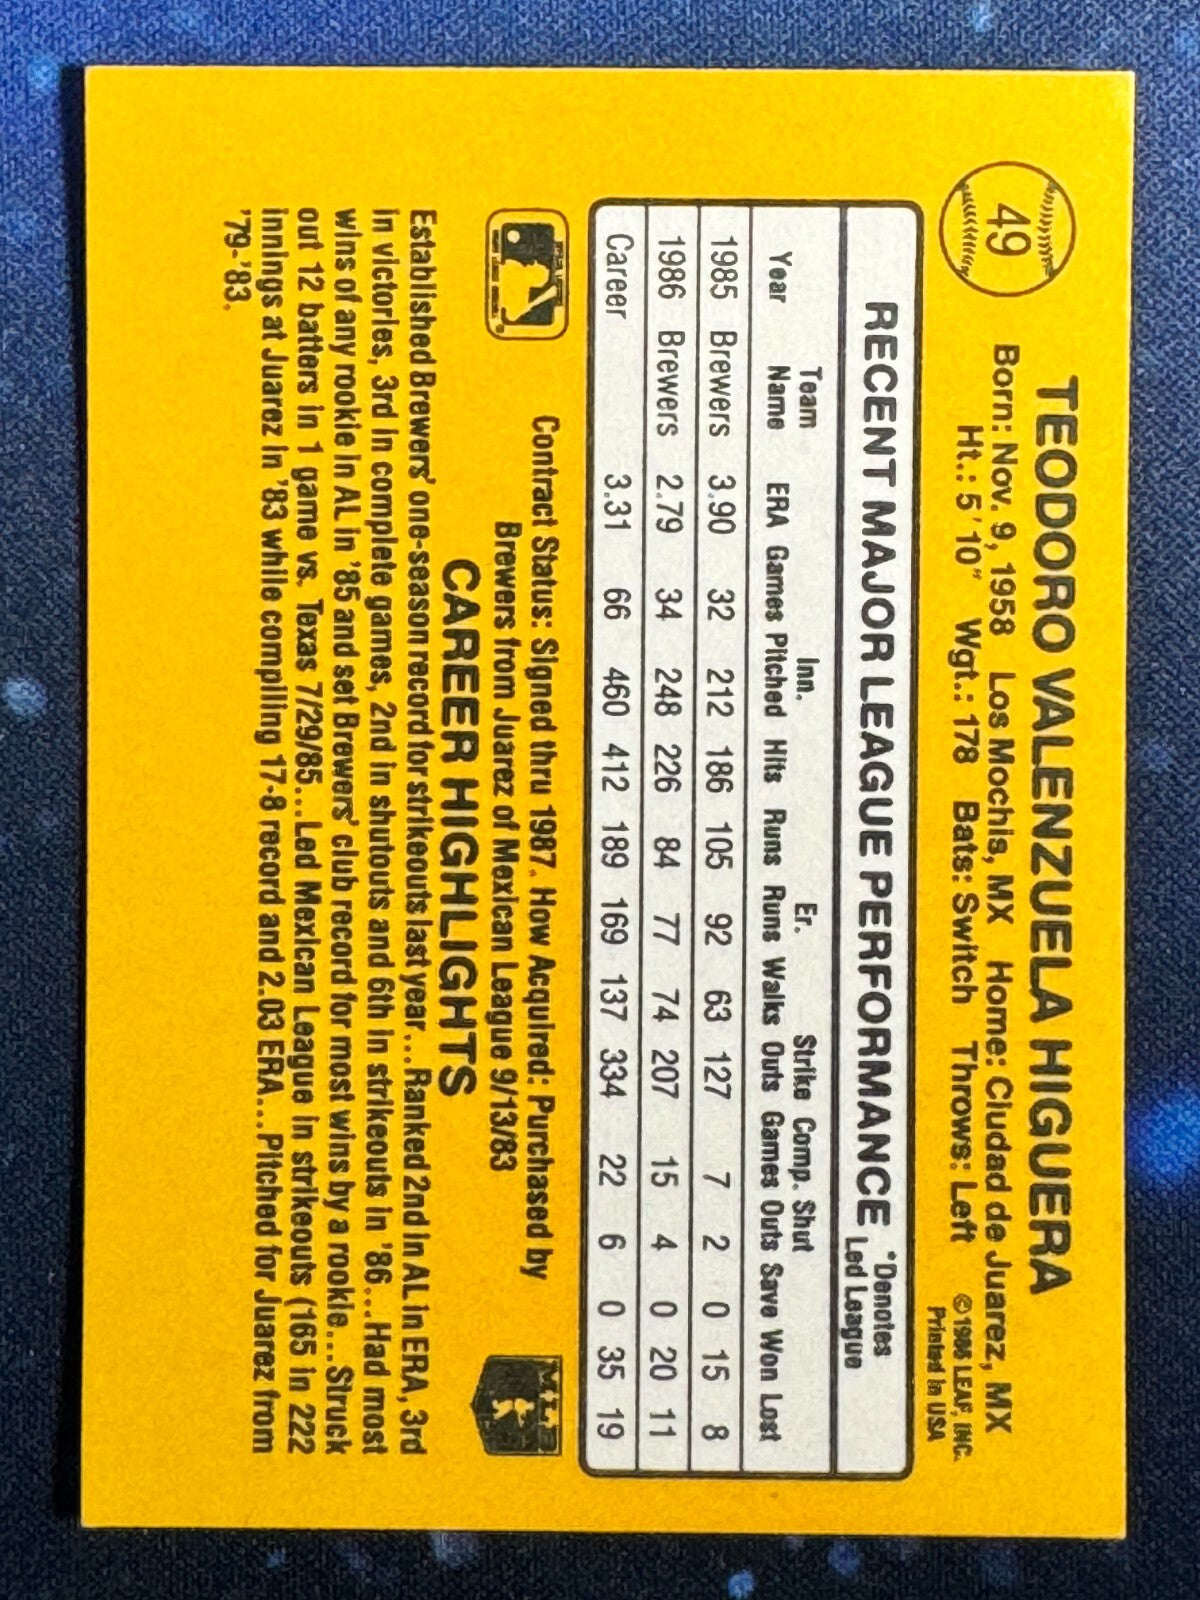 49
TEODORO VALENZUELA HIGUERA
Born: Nov. 9, 1958 Los Mochis, MX Home: Ciudad de Juarez, MX
Ht.: 5'10" Wgt.: 178 Bats: Switch Throws: Left
©1986 LEAF, INC.
Printed in USA
RECENT MAJOR LEAGUE PERFORMANCE *Denotes Led League
Team Inn. Er. Strike Comp. Shut
Year Name ERA Games Pitched Hits Runs Runs Walks Outs Games Outs Save Won Lost
1985 Brewers 3.90 32 212 186 105 92 63 127 7 2 0 15 8
1986 Brewers 2.79 34 248 226 84 77 74 207 15 4 0 20 11
Career 3.31 66 460 412 189 169 137 334 22 6 0 35 19
Contract Status: Signed thru 1987. How Acquired: Purchased by
Brewers from Juarez of Mexican League 9/13/83
MLB
CAREER HIGHLIGHTS
Established Brewers' one-season record for strikeouts last year...Ranked 2nd in AL in ERA, 3rd
in victories, 3rd in complete games, 2nd in shutouts and 6th in strikeouts in '86...Had most
wins of any rookie in AL in '85 and set Brewers' club record for most wins by a rookie...Struck
out 12 batters in 1 game vs. Texas 7/29/85...Led Mexican League in strikeouts (165 in 222
innings at Juarez in '83 while compiling 17-8 record and 2.03 ERA...Pitched for Juarez from
'79-'83.